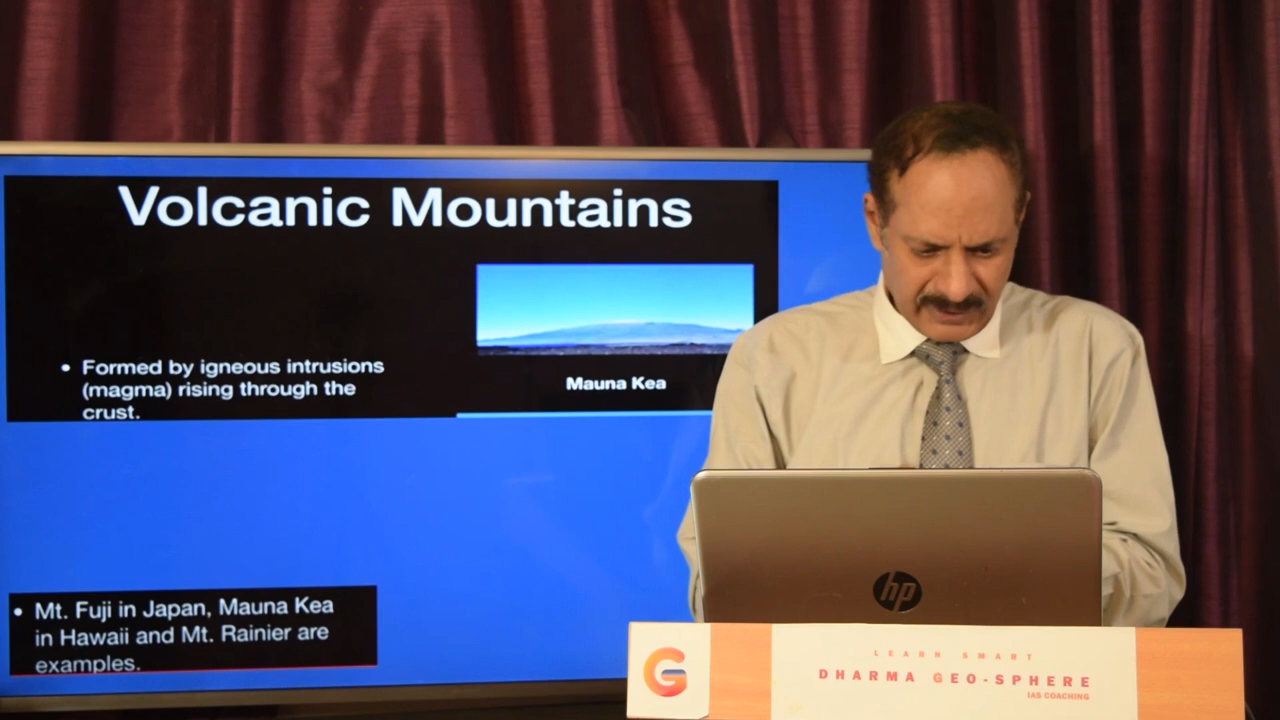 Volcanic Mountains
• Formed by igneous intrusions
(magma) rising through the
crust.
Mauna Kea
• Mt. Fuji in Japan, Mauna Kea
in Hawaii and Mt. Rainier are
examples.
hp
G
LEARN SMART
DHARMA GEO-SPHERE
IAS COACHING